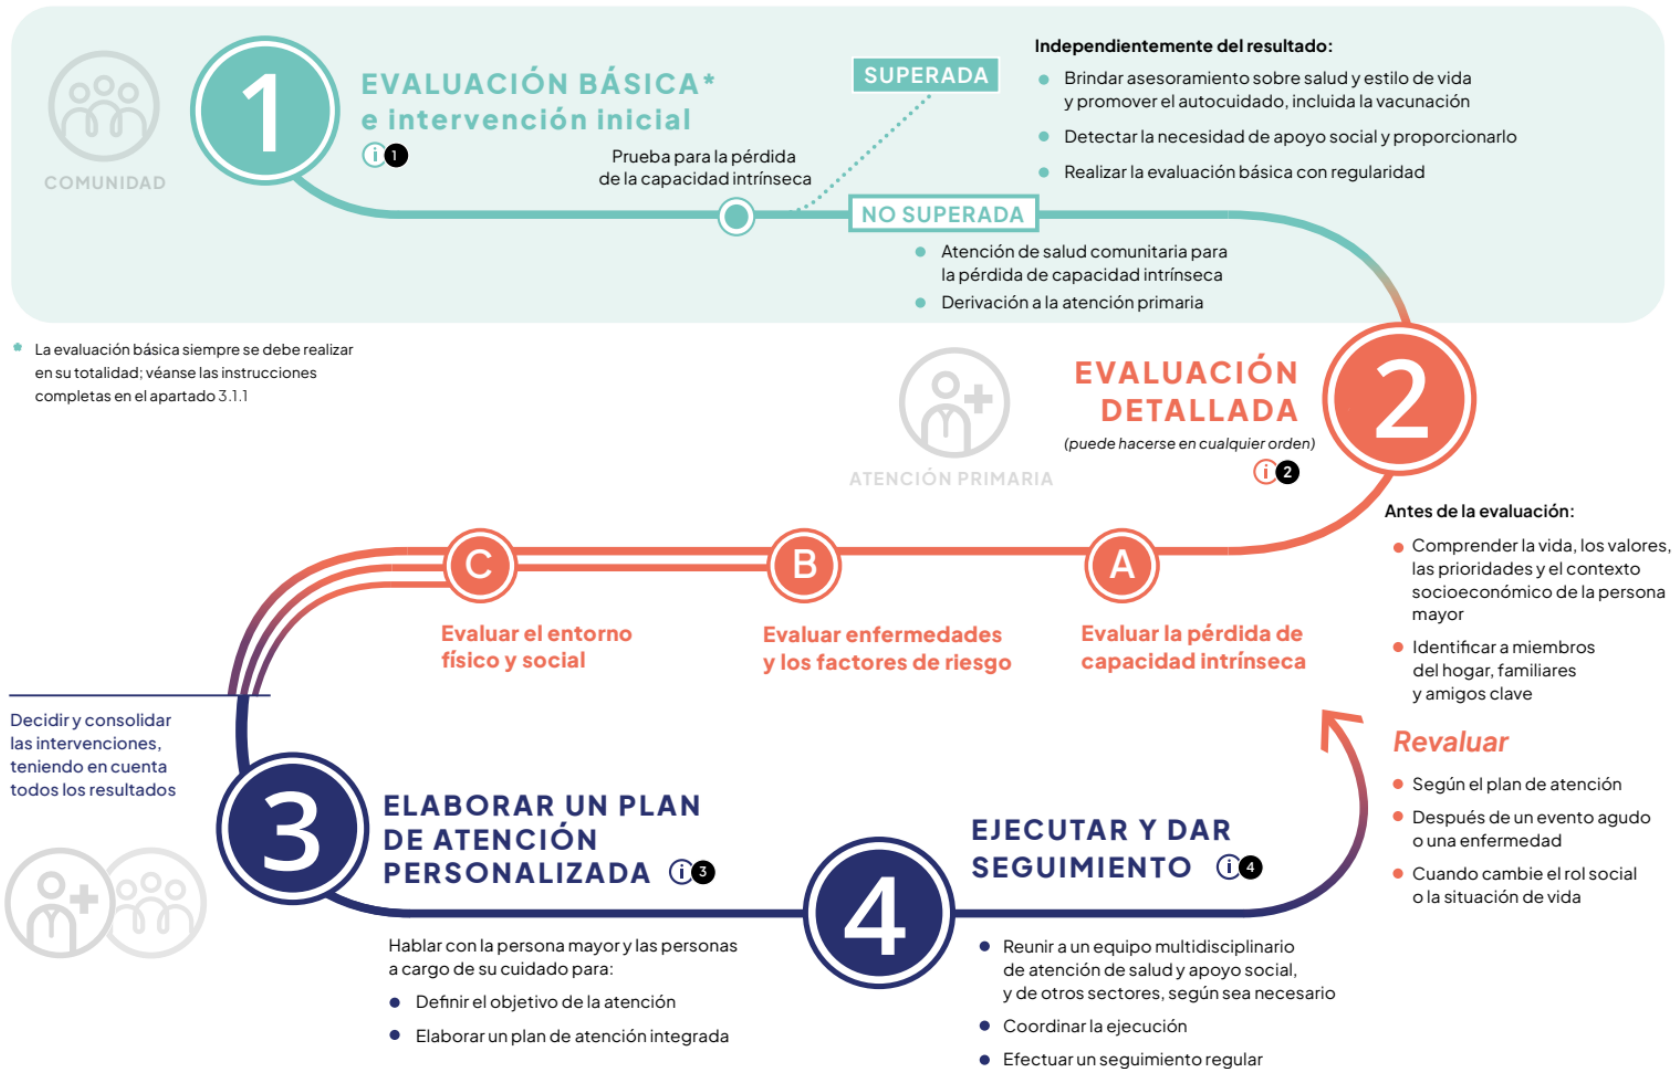 COMUNIDAD
1
EVALUACIÓN BÁSICA*
e intervención inicial
i 1
Prueba para la pérdida
de la capacidad intrínseca
SUPERADA
NO SUPERADA
Independientemente del resultado:
Brindar asesoramiento sobre salud y estilo de vida
y promover el autocuidado, incluida la vacunación
Detectar la necesidad de apoyo social y proporcionarlo
Realizar la evaluación básica con regularidad
Atención de salud comunitaria para
la pérdida de capacidad intrínseca
Derivación a la atención primaria
* La evaluación básica siempre se debe realizar
en su totalidad; véanse las instrucciones
completas en el apartado 3.1.1
ATENCIÓN PRIMARIA
EVALUACIÓN
DETALLADA
(puede hacerse en cualquier orden)
i 2
2
Antes de la evaluación:
Comprender la vida, los valores,
las prioridades y el contexto
socioeconómico de la persona
mayor
Identificar a miembros
del hogar, familiares
y amigos clave
C
Evaluar el entorno
físico y social
B
Evaluar enfermedades
y los factores de riesgo
A
Evaluar la pérdida de
capacidad intrínseca
Revaluar
Según el plan de atención
Después de un evento agudo
o una enfermedad
Cuando cambie el rol social
o la situación de vida
Decidir y consolidar
las intervenciones,
teniendo en cuenta
todos los resultados
3
ELABORAR UN PLAN
DE ATENCIÓN
PERSONALIZADA i 3
Hablar con la persona mayor y las personas
a cargo de su cuidado para:
Definir el objetivo de la atención
Elaborar un plan de atención integrada
4
EJECUTAR Y DAR
SEGUIMIENTO i 4
Reunir a un equipo multidisciplinario
de atención de salud y apoyo social,
y de otros sectores, según sea necesario
Coordinar la ejecución
Efectuar un seguimiento regular